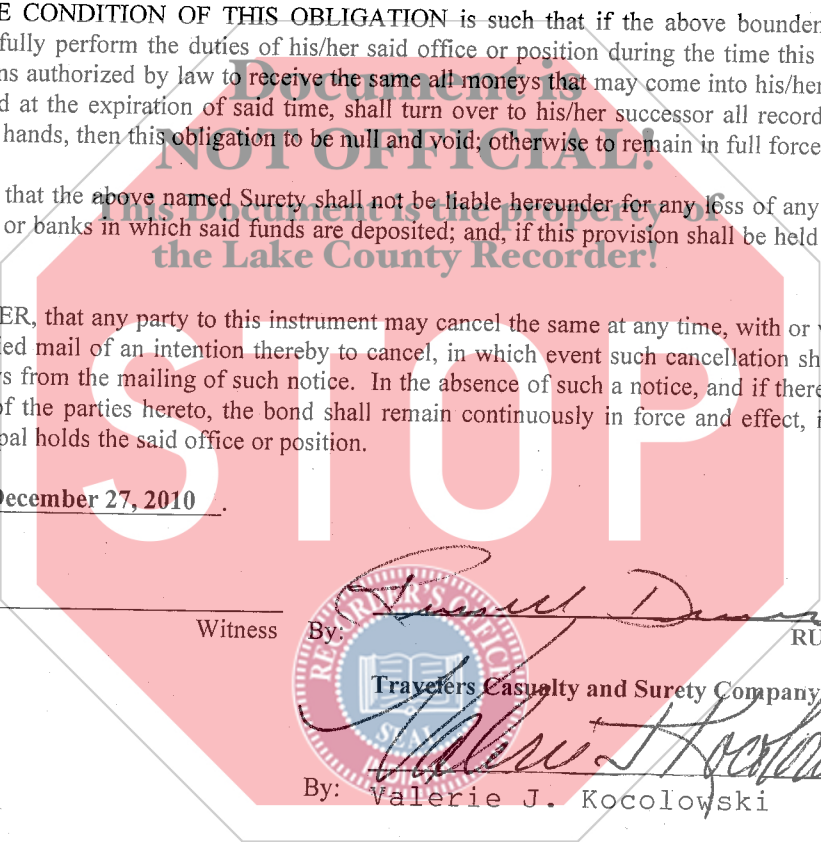 E CONDITION OF THIS OBLIGATION is such that if the above bounden
fully perform the duties of his/her said office or position during the time this
ns authorized by law to receive the same all moneys that may come into his/her
Document is
d at the expiration of said time, shall turn over to his/her successor all record
hands, then this obligation to be null and void; otherwise to remain in full force
NOT OFFICIAL!
that the above named Surety shall not be liable hereunder for any loss of any
This Document is the property of
or banks in which said funds are deposited; and, if this provision shall be held
the Lake County Recorder!
ER, that any party to this instrument may cancel the same at any time, with or
ied mail of an intention thereby to cancel, in which event such cancellation sh
s from the mailing of such notice. In the absence of such a notice, and if there
of the parties hereto, the bond shall remain continuously in force and effect, i
pal holds the said office or position.
STOP
December 27, 2010.
Witness By: RU
RECORDER'S OFFICE
Travelers Casualty and Surety Company
SEAL
Valerie J Kocolow
INDIANA
By: Valerie J. Kocolowski